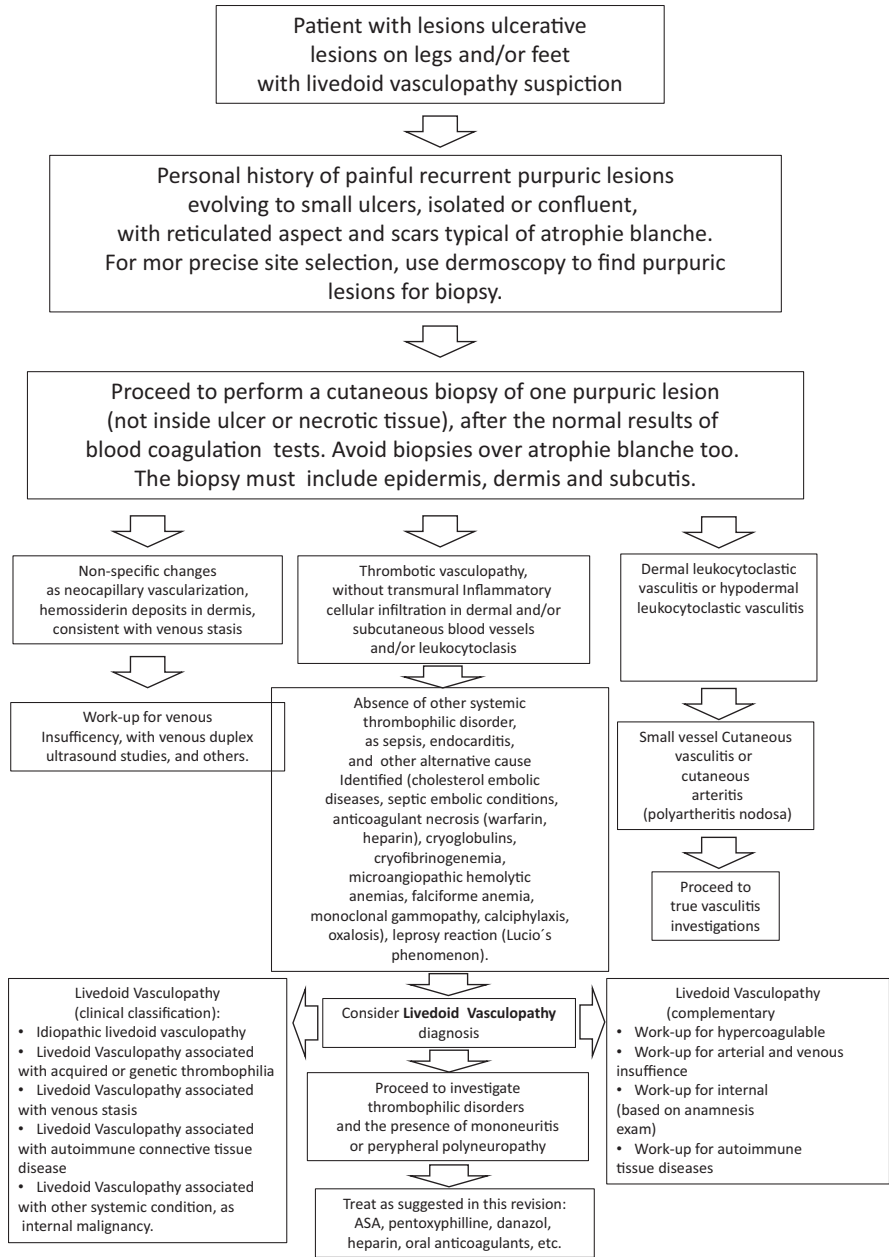 Patient with lesions ulcerative
lesions on legs and/or feet
with livedoid vasculopathy suspiction
Personal history of painful recurrent purpuric lesions
evolving to small ulcers, isolated or confluent,
with reticulated aspect and scars typical of atrophie blanche.
For mor precise site selection, use dermoscopy to find purpuric
lesions for biopsy.
Proceed to perform a cutaneous biopsy of one purpuric lesion
(not inside ulcer or necrotic tissue), after the normal results of
blood coagulation tests. Avoid biopsies over atrophie blanche too.
The biopsy must include epidermis, dermis and subcutis.
Non-specific changes
as neocapillary vascularization,
hemossiderin deposits in dermis,
consistent with venous stasis
Work-up for venous
Insufficency, with venous duplex
ultrasound studies, and others.
Thrombotic vasculopathy,
without transmural Inflammatory
cellular infiltration in dermal and/or
subcutaneous blood vessels
and/or leukocytoclasis
Absence of other systemic
thrombophilic disorder,
as sepsis, endocarditis,
and other alternative cause
Identified (cholesterol embolic
diseases, septic embolic conditions,
anticoagulant necrosis (warfarin,
heparin), cryoglobulins,
cryofibrinogenemia,
microangiopathic hemolytic
anemias, falciforme anemia,
monoclonal gammopathy, calciphylaxis,
oxalosis), leprosy reaction (Lucio´s
phenomenon).
Dermal leukocytoclastic
vasculitis or hypodermal
leukocytoclastic vasculitis
Small vessel Cutaneous
vasculitis or
cutaneous
arteritis
(polyartheritis nodosa)
Proceed to
true vasculitis
investigations
Livedoid Vasculopathy
(clinical classification):
• Idiopathic livedoid vasculopathy
• Livedoid Vasculopathy associated
with acquired or genetic thrombophilia
• Livedoid Vasculopathy associated
with venous stasis
• Livedoid Vasculopathy associated
with autoimmune connective tissue
disease
• Livedoid Vasculopathy associated
with other systemic condition, as
internal malignancy.
Consider Livedoid Vasculopathy
diagnosis
Proceed to investigate
thrombophilic disorders
and the presence of mononeuritis
or perypheral polyneuropathy
Treat as suggested in this revision:
ASA, pentoxyphilline, danazol,
heparin, oral anticoagulants, etc.
Livedoid Vasculopathy
(complementary
• Work-up for hypercoagulable
• Work-up for arterial and venous
insuffience
• Work-up for internal
(based on anamnesis
exam)
• Work-up for autoimmune
tissue diseases